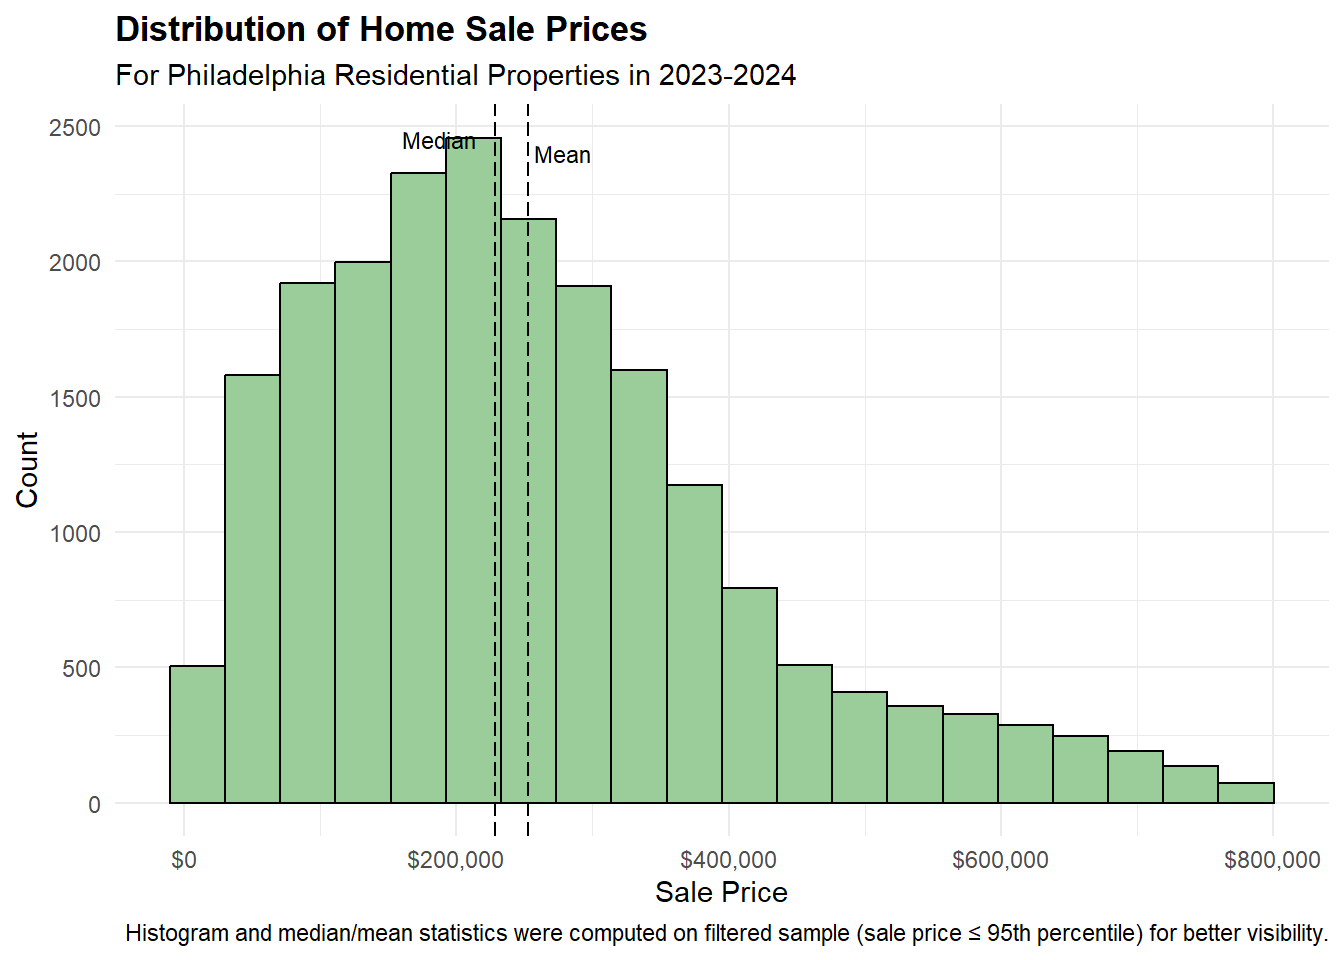 Distribution of Home Sale Prices
For Philadelphia Residential Properties in 2023-2024
2500
Median
Mean
2000
1500
Count
1000
500
0
$0 $200,000 $400,000 $600,000 $800,000
Sale Price
Histogram and median/mean statistics were computed on filtered sample (sale price ≤ 95th percentile) for better visibility.